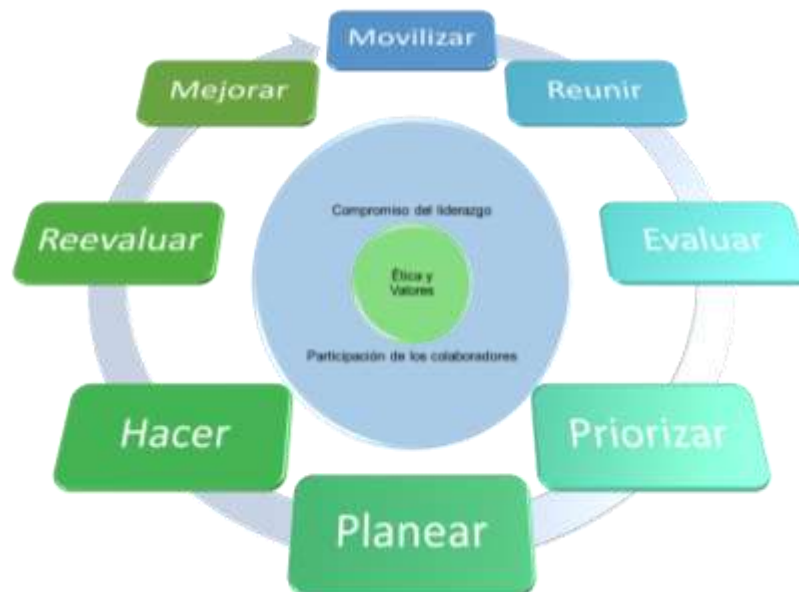 Movilizar
Reunir
Evaluar
Priorizar
Planear
Hacer
Reevaluar
Mejorar
Compromiso del liderazgo
Ética y
Valores
Participación de los colaboradores